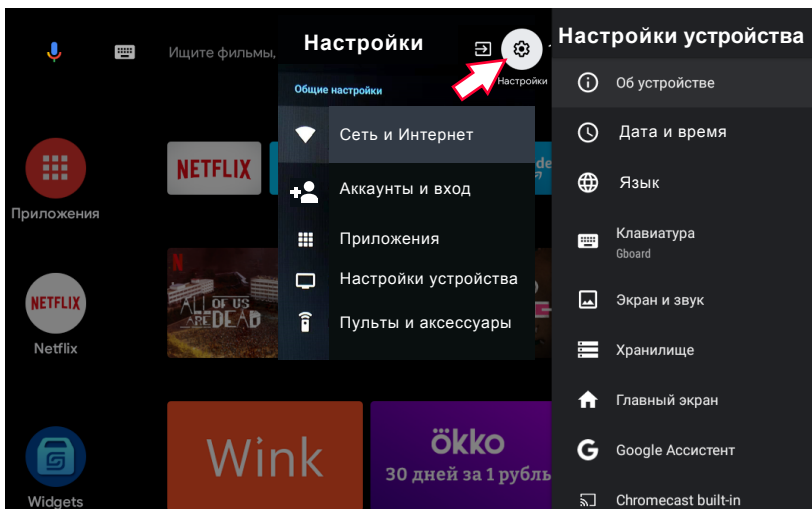 Ищите фильмы,
Приложения
NETFLIX
Netflix
Widgets
NETFLIX
N
ALL OF US
ARE DEAD
Wink
ökko
30 дней за 1 рубль
Настройки
Настройки
Общие настройки
Сеть и Интернет
Аккаунты и вход
Приложения
Настройки устройства
Пульты и аксессуары
Настройки устройства
Об устройстве
Дата и время
Язык
Клавиатура
Gboard
Экран и звук
Хранилище
Главный экран
Google Ассистент
Chromecast built-in